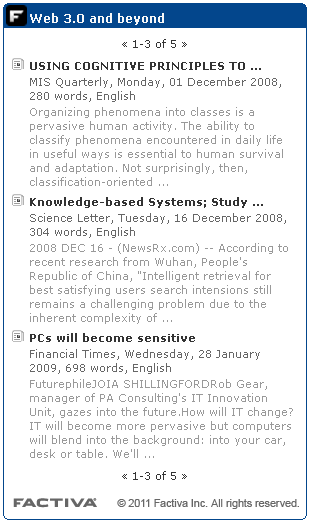 F Web 3.0 and beyond
« 1-3 of 5 »
USING COGNITIVE PRINCIPLES TO ...
MIS Quarterly, Monday, 01 December 2008,
280 words, English
Organizing phenomena into classes is a
pervasive human activity. The ability to
classify phenomena encountered in daily life
in useful ways is essential to human survival
and adaptation. Not surprisingly, then,
classification-oriented ...
Knowledge-based Systems; Study ...
Science Letter, Tuesday, 16 December 2008,
304 words, English
2008 DEC 16 - (NewsRx.com) -- According to
recent research from Wuhan, People's
Republic of China, "Intelligent retrieval for
best satisfying users search intensions still
remains a challenging problem due to the
inherent complexity of ...
PCs will become sensitive
Financial Times, Wednesday, 28 January
2009, 698 words, English
FuturephileJOIA SHILLINGFORDRob Gear,
manager of PA Consulting's IT Innovation
Unit, gazes into the future.How will IT change?
IT will become more pervasive but computers
will blend into the background: into your car,
desk or table. We'll ...
« 1-3 of 5 »
FACTIVA © 2011 Factiva Inc. All rights reserved.